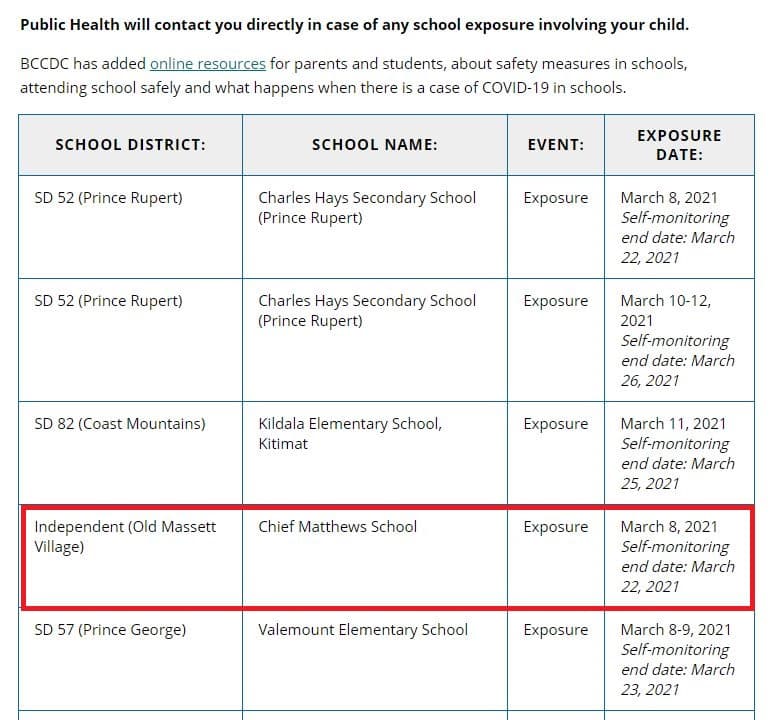 Public Health will contact you directly in case of any school exposure involving your child.
BCCDC has added online resources for parents and students, about safety measures in schools,
attending school safely and what happens when there is a case of COVID-19 in schools.
SCHOOL DISTRICT:
SCHOOL NAME:
EVENT:
EXPOSURE
DATE:
SD 52 (Prince Rupert)
Charles Hays Secondary School
(Prince Rupert)
Exposure
March 8, 2021
Self-monitoring
end date: March
22, 2021
SD 52 (Prince Rupert)
Charles Hays Secondary School
(Prince Rupert)
Exposure
March 10-12,
2021
Self-monitoring
end date: March
26, 2021
SD 82 (Coast Mountains)
Kildala Elementary School,
Kitimat
Exposure
March 11, 2021
Self-monitoring
end date: March
25, 2021
Independent (Old Massett
Village)
Chief Matthews School
Exposure
March 8, 2021
Self-monitoring
end date: March
22, 2021
SD 57 (Prince George)
Valemount Elementary School
Exposure
March 8-9, 2021
Self-monitoring
end date: March
23, 2021